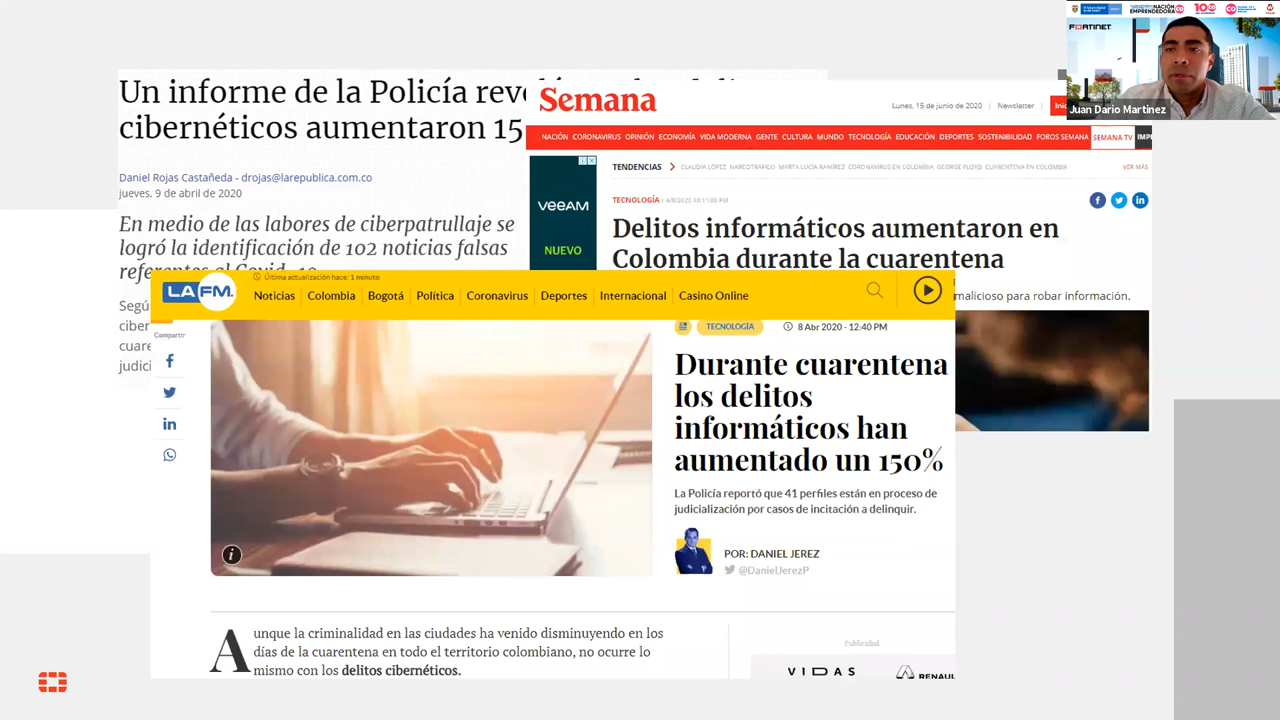 NACIÓN EMPRENDEDORA
FORTINET
Juan Dario Martinez
Un informe de la Policía
cibernéticos aumentaron 15
Daniel Rojas Castañeda - drojas@larepublica.com.co
jueves, 9 de abril de 2020
En medio de las labores de ciberpatrullaje se
logró la identificación de 102 noticias falsas
Semana
Lunes, 15 de junio de 2020 | Newsletter |
NACIÓN CORONAVIRUS OPINIÓN ECONOMÍA VIDA MODERNA GENTE CULTURA MUNDO TECNOLOGÍA EDUCACIÓN DEPORTES SOSTENIBILIDAD FOROS SEMANA SEMANA TV
TENDENCIAS CLAUDIA LÓPEZ NARCOTRÁFICO MARTA LUCÍA RAMÍREZ CORONAVIRUS EN COLOMBIA GEORGE FLOYD CUARENTENA EN COLOMBIA VER MÁS
veeAM
NUEVO
TECNOLOGÍA
Delitos informáticos aumentaron en
Colombia durante la cuarentena
malicioso para robar información.
LA FM.
Última actualización hace: 1 minuto
Noticias Colombia Bogotá Política Coronavirus Deportes Internacional Casino Online
Compartir
TECNOLOGÍA 8 Abr 2020 - 12:40 PM
Durante cuarentena
los delitos
informáticos han
aumentado un 150%
La Policía reportó que 41 perfiles están en proceso de
judicialización por casos de incitación a delinquir.
POR: DANIEL JEREZ
@DanielJerezP
Aunque la criminalidad en las ciudades ha venido disminuyendo en los
días de la cuarentena en todo el territorio colombiano, no ocurre lo
mismo con los delitos cibernéticos.
Publicidad
VIDAS RENAUL